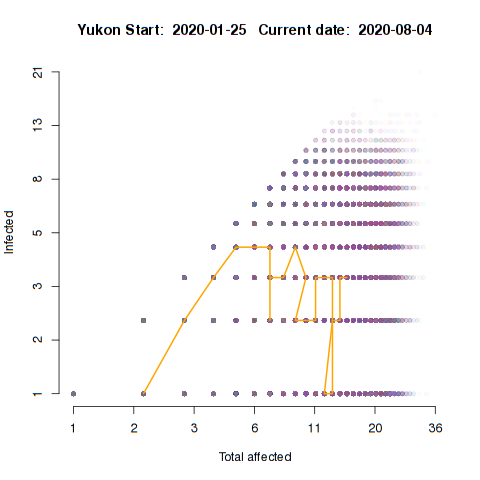 Yukon Start:  2020-01-25   Current date:  2020-08-04
21
13
8
5
3
2
1
Infected
1 2 3 6 11 20 36
Total affected